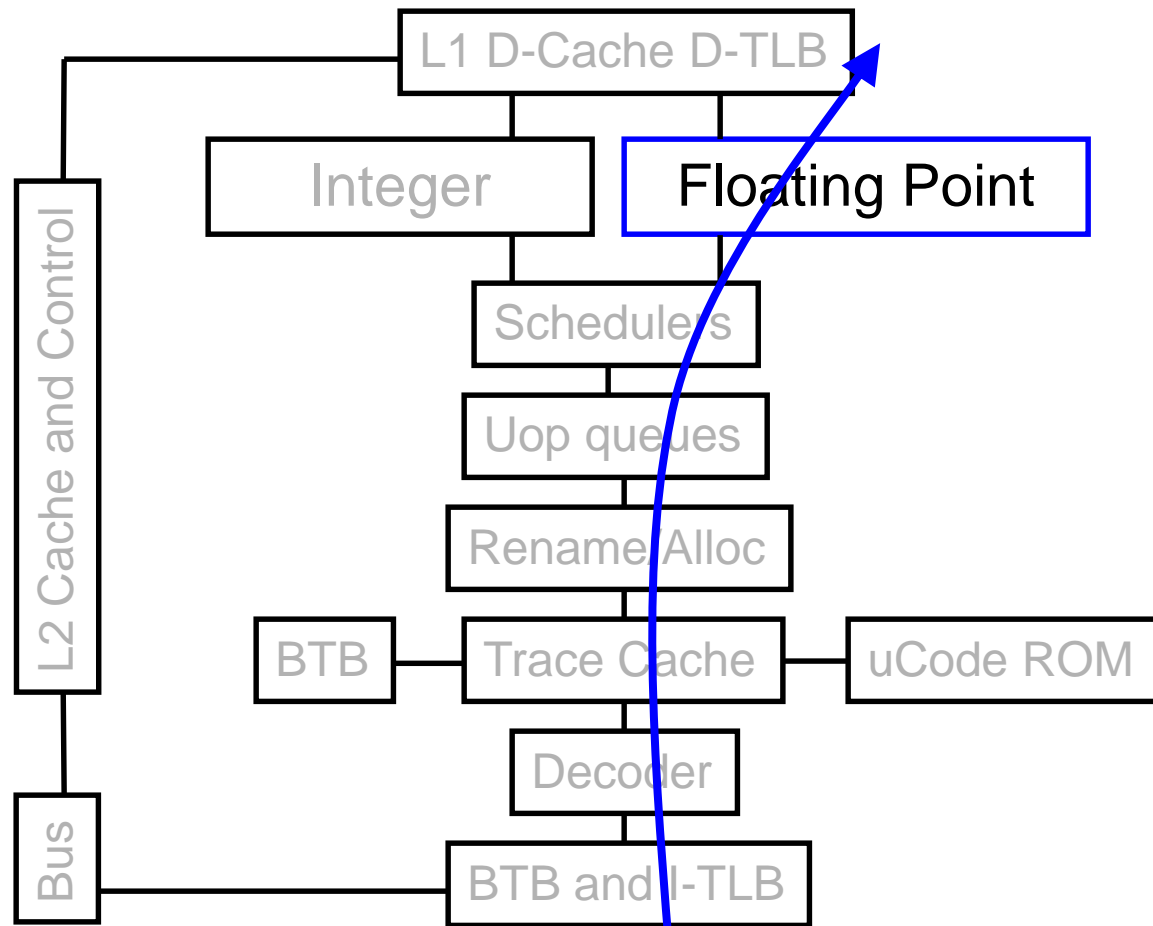 L1 D-Cache D-TLB
Integer
Floating Point
L2 Cache and Control
Schedulers
Uop queues
Rename/Alloc
BTB
Trace Cache
uCode ROM
Decoder
Bus
BTB and I-TLB